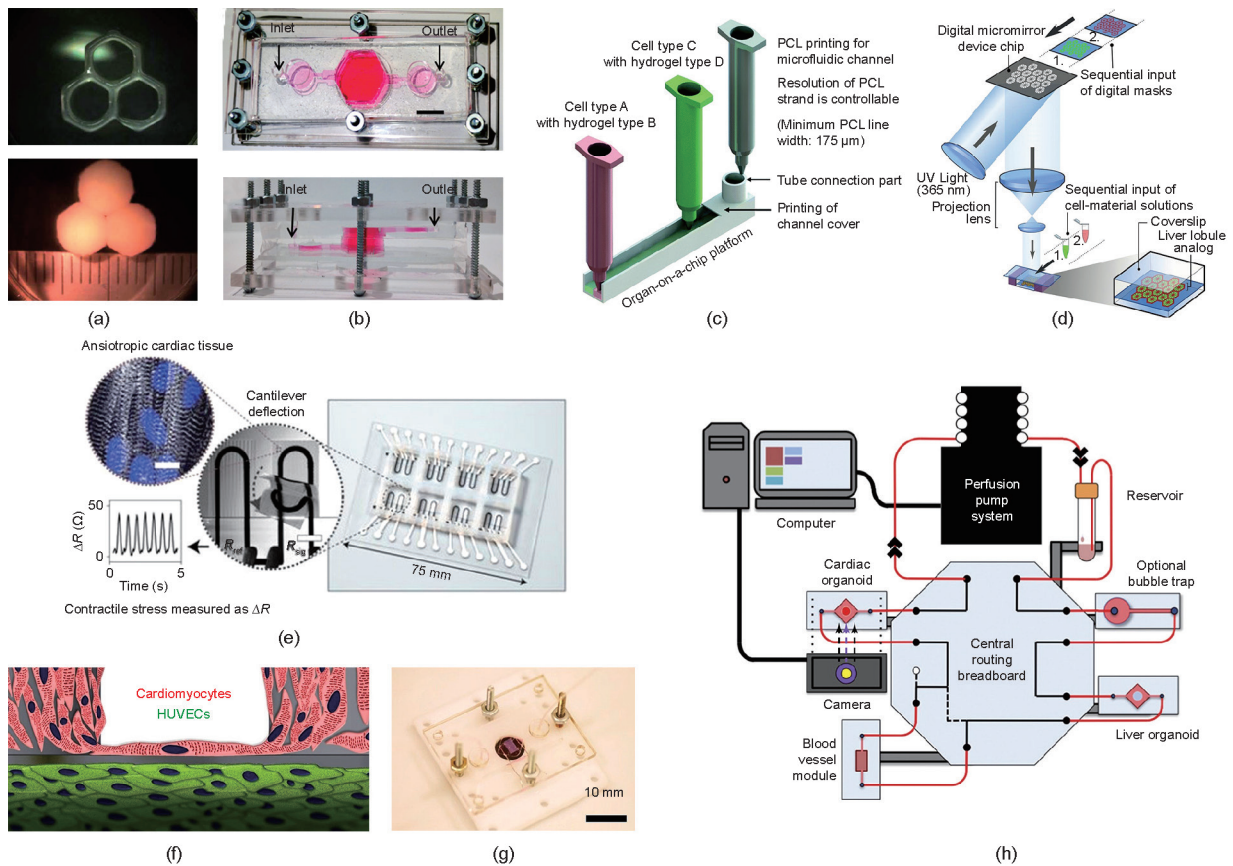 Inlet
Outlet
(a)
Inlet
Outlet
(b)
Cell type A
with hydrogel type B
Cell type C
with hydrogel type D
PCL printing for
microfluidic channel
Resolution of PCL
strand is controllable
(Minimum PCL line
width: 175 μm)
Tube connection part
Printing of
channel cover
Organ-on-a-chip platform
(c)
Digital micromirror
device chip
1.
2.
Sequential input
of digital masks
UV Light
(365 nm)
Projection
lens
Sequential input of
cell-material solutions
1.
2.
Coverslip
Liver lobule
analog
(d)
Ansiotropic cardiac tissue
Cantilever
deflection
ΔR (Ω)
50
0
0
5
Time (s)
Rref
Rsig
75 mm
Contractile stress measured as ΔR
(e)
Cardiomyocytes
HUVECs
(f)
10 mm
(g)
Computer
Perfusion
pump
system
Reservoir
Cardiac
organoid
Optional
bubble trap
Central
routing
breadboard
Camera
Liver organoid
Blood
vessel
module
(h)